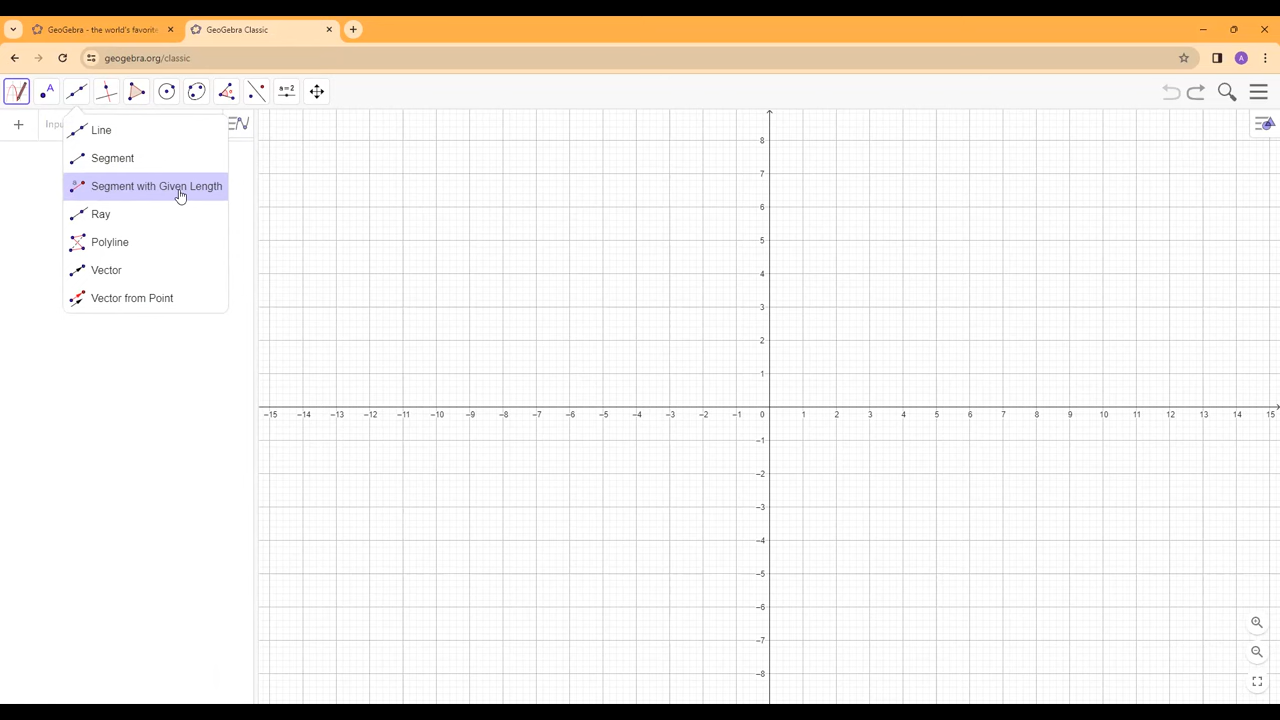 GeoGebra - the world's favorite
GeoGebra Classic
geogebra.org/classic
A
A
a=2
Inpu
Line
Segment
Segment with Given Length
Ray
Polyline
Vector
Vector from Point
8
7
6
5
4
3
2
1
−15 −14 −13 −12 −11 −10 −9 −8 −7 −6 −5 −4 −3 −2 −1 0 1 2 3 4 5 6 7 8 9 10 11 12 13 14 15
−1
−2
−3
−4
−5
−6
−7
−8